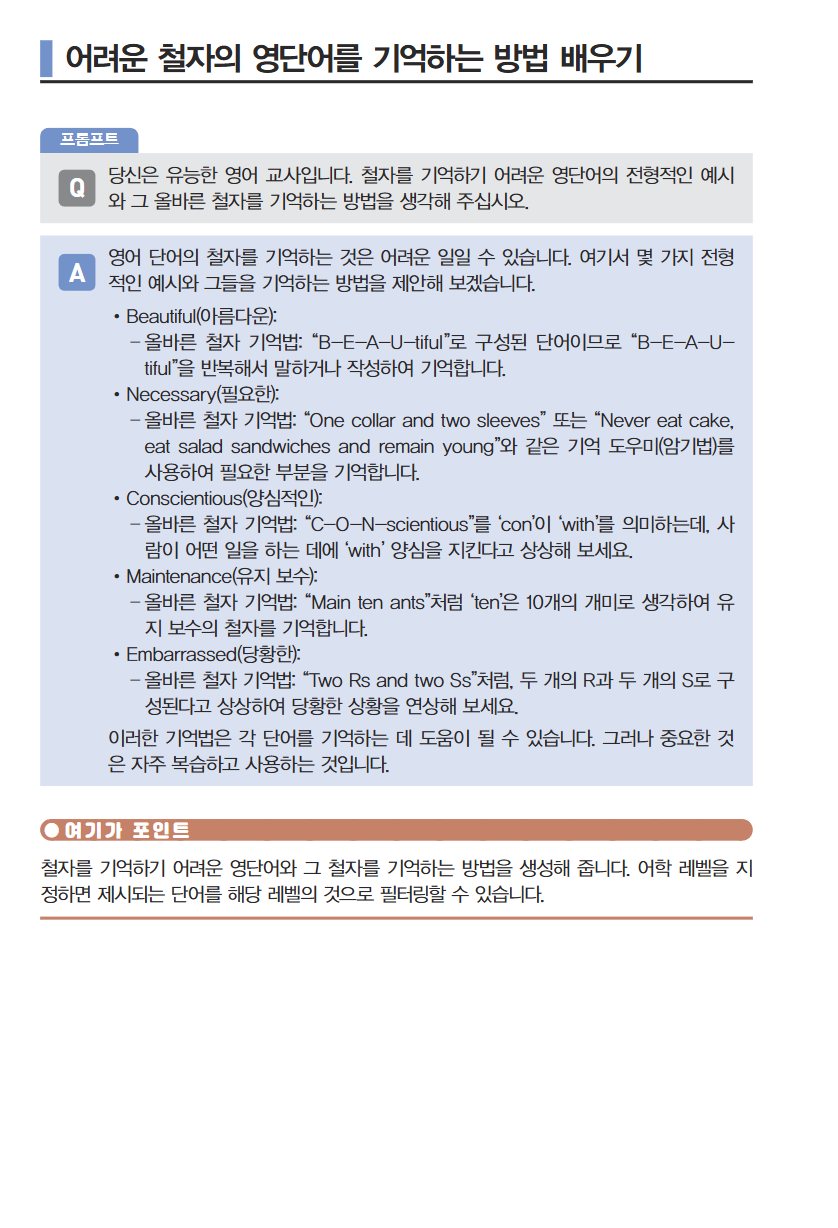 어려운 철자의 영단어를 기억하는 방법 배우기
프롬프트
Q
당신은 유능한 영어 교사입니다. 철자를 기억하기 어려운 영단어의 전형적인 예시
와 그 올바른 철자를 기억하는 방법을 생각해 주십시오.
A
영어 단어의 철자를 기억하는 것은 어려운 일일 수 있습니다. 여기서 몇 가지 전형
적인 예시와 그들을 기억하는 방법을 제안해 보겠습니다.
• Beautiful(아름다운):
– 올바른 철자 기억법: “B–E–A–U–tiful”로 구성된 단어이므로 “B–E–A–U–
tiful”을 반복해서 말하거나 작성하여 기억합니다.
• Necessary(필요한):
– 올바른 철자 기억법: “One collar and two sleeves” 또는 “Never eat cake,
eat salad sandwiches and remain young”와 같은 기억 도우미(암기법)를
사용하여 필요한 부분을 기억합니다.
• Conscientious(양심적인):
– 올바른 철자 기억법: “C–O–N–scientious”를 ‘con’이 ‘with’를 의미하는데, 사
람이 어떤 일을 하는 데에 ‘with’ 양심을 지킨다고 상상해 보세요.
• Maintenance(유지 보수):
– 올바른 철자 기억법: “Main ten ants”처럼 ‘ten’은 10개의 개미로 생각하여 유
지 보수의 철자를 기억합니다.
• Embarrassed(당황한):
– 올바른 철자 기억법: “Two Rs and two Ss”처럼, 두 개의 R과 두 개의 S로 구
성된다고 상상하여 당황한 상황을 연상해 보세요.
이러한 기억법은 각 단어를 기억하는 데 도움이 될 수 있습니다. 그러나 중요한 것
은 자주 복습하고 사용하는 것입니다.
● 여기가 포인트
철자를 기억하기 어려운 영단어와 그 철자를 기억하는 방법을 생성해 줍니다. 어학 레벨을 지
정하면 제시되는 단어를 해당 레벨의 것으로 필터링할 수 있습니다.